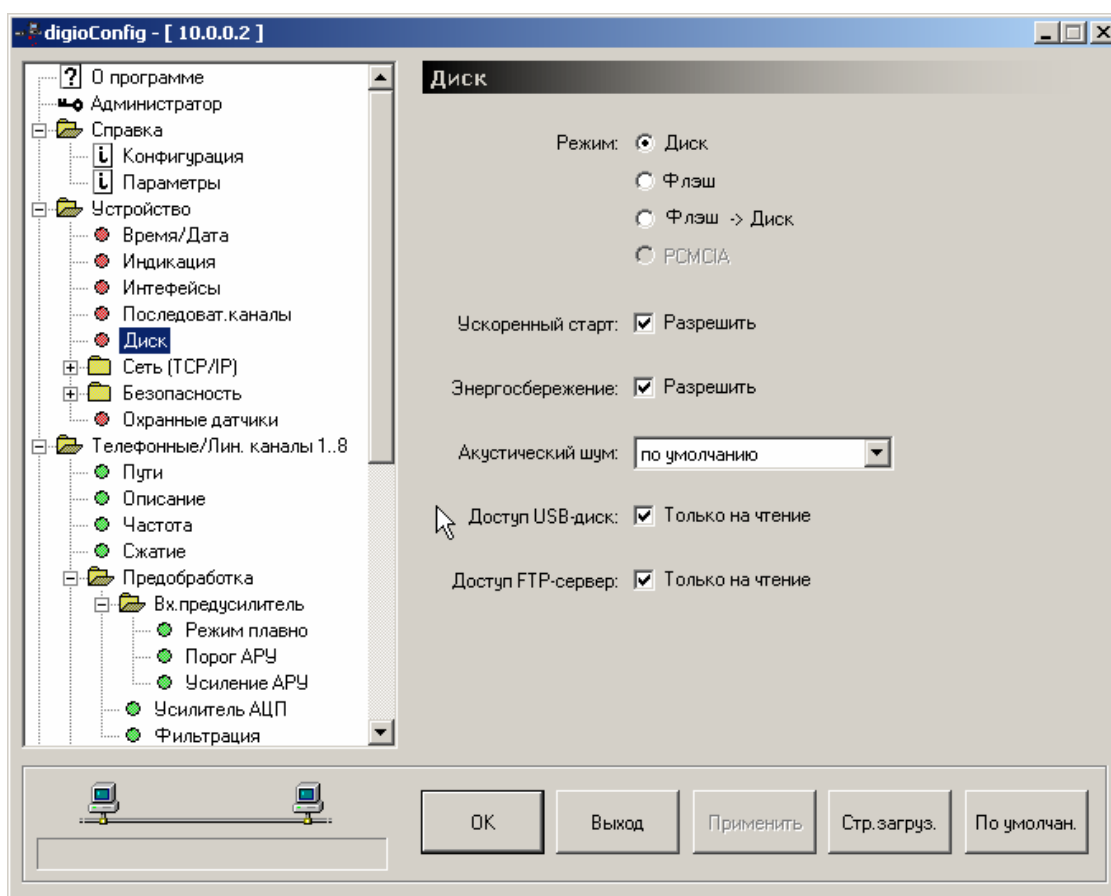 digioConfig - [ 10.0.0.2 ]
О программе
Администратор
Справка
Конфигурация
Параметры
Устройство
Время/Дата
Индикация
Интефейсы
Последоват.каналы
Диск
Сеть (TCP/IP)
Безопасность
Охранные датчики
Телефонные/Лин. каналы 1..8
Пути
Описание
Частота
Сжатие
Предобработка
Вх.предусилитель
Режим плавно
Порог АРУ
Усиление АРУ
Усилитель АЦП
Фильтрация
Диск
Режим: Диск
Флэш
Флэш -> Диск
PCMCIA
Ускоренный старт: Разрешить
Энергосбережение: Разрешить
Акустический шум: по умолчанию
Доступ USB-диск: Только на чтение
Доступ FTP-сервер: Только на чтение
OK Выход Применить Стр.загруз. По умолчан.